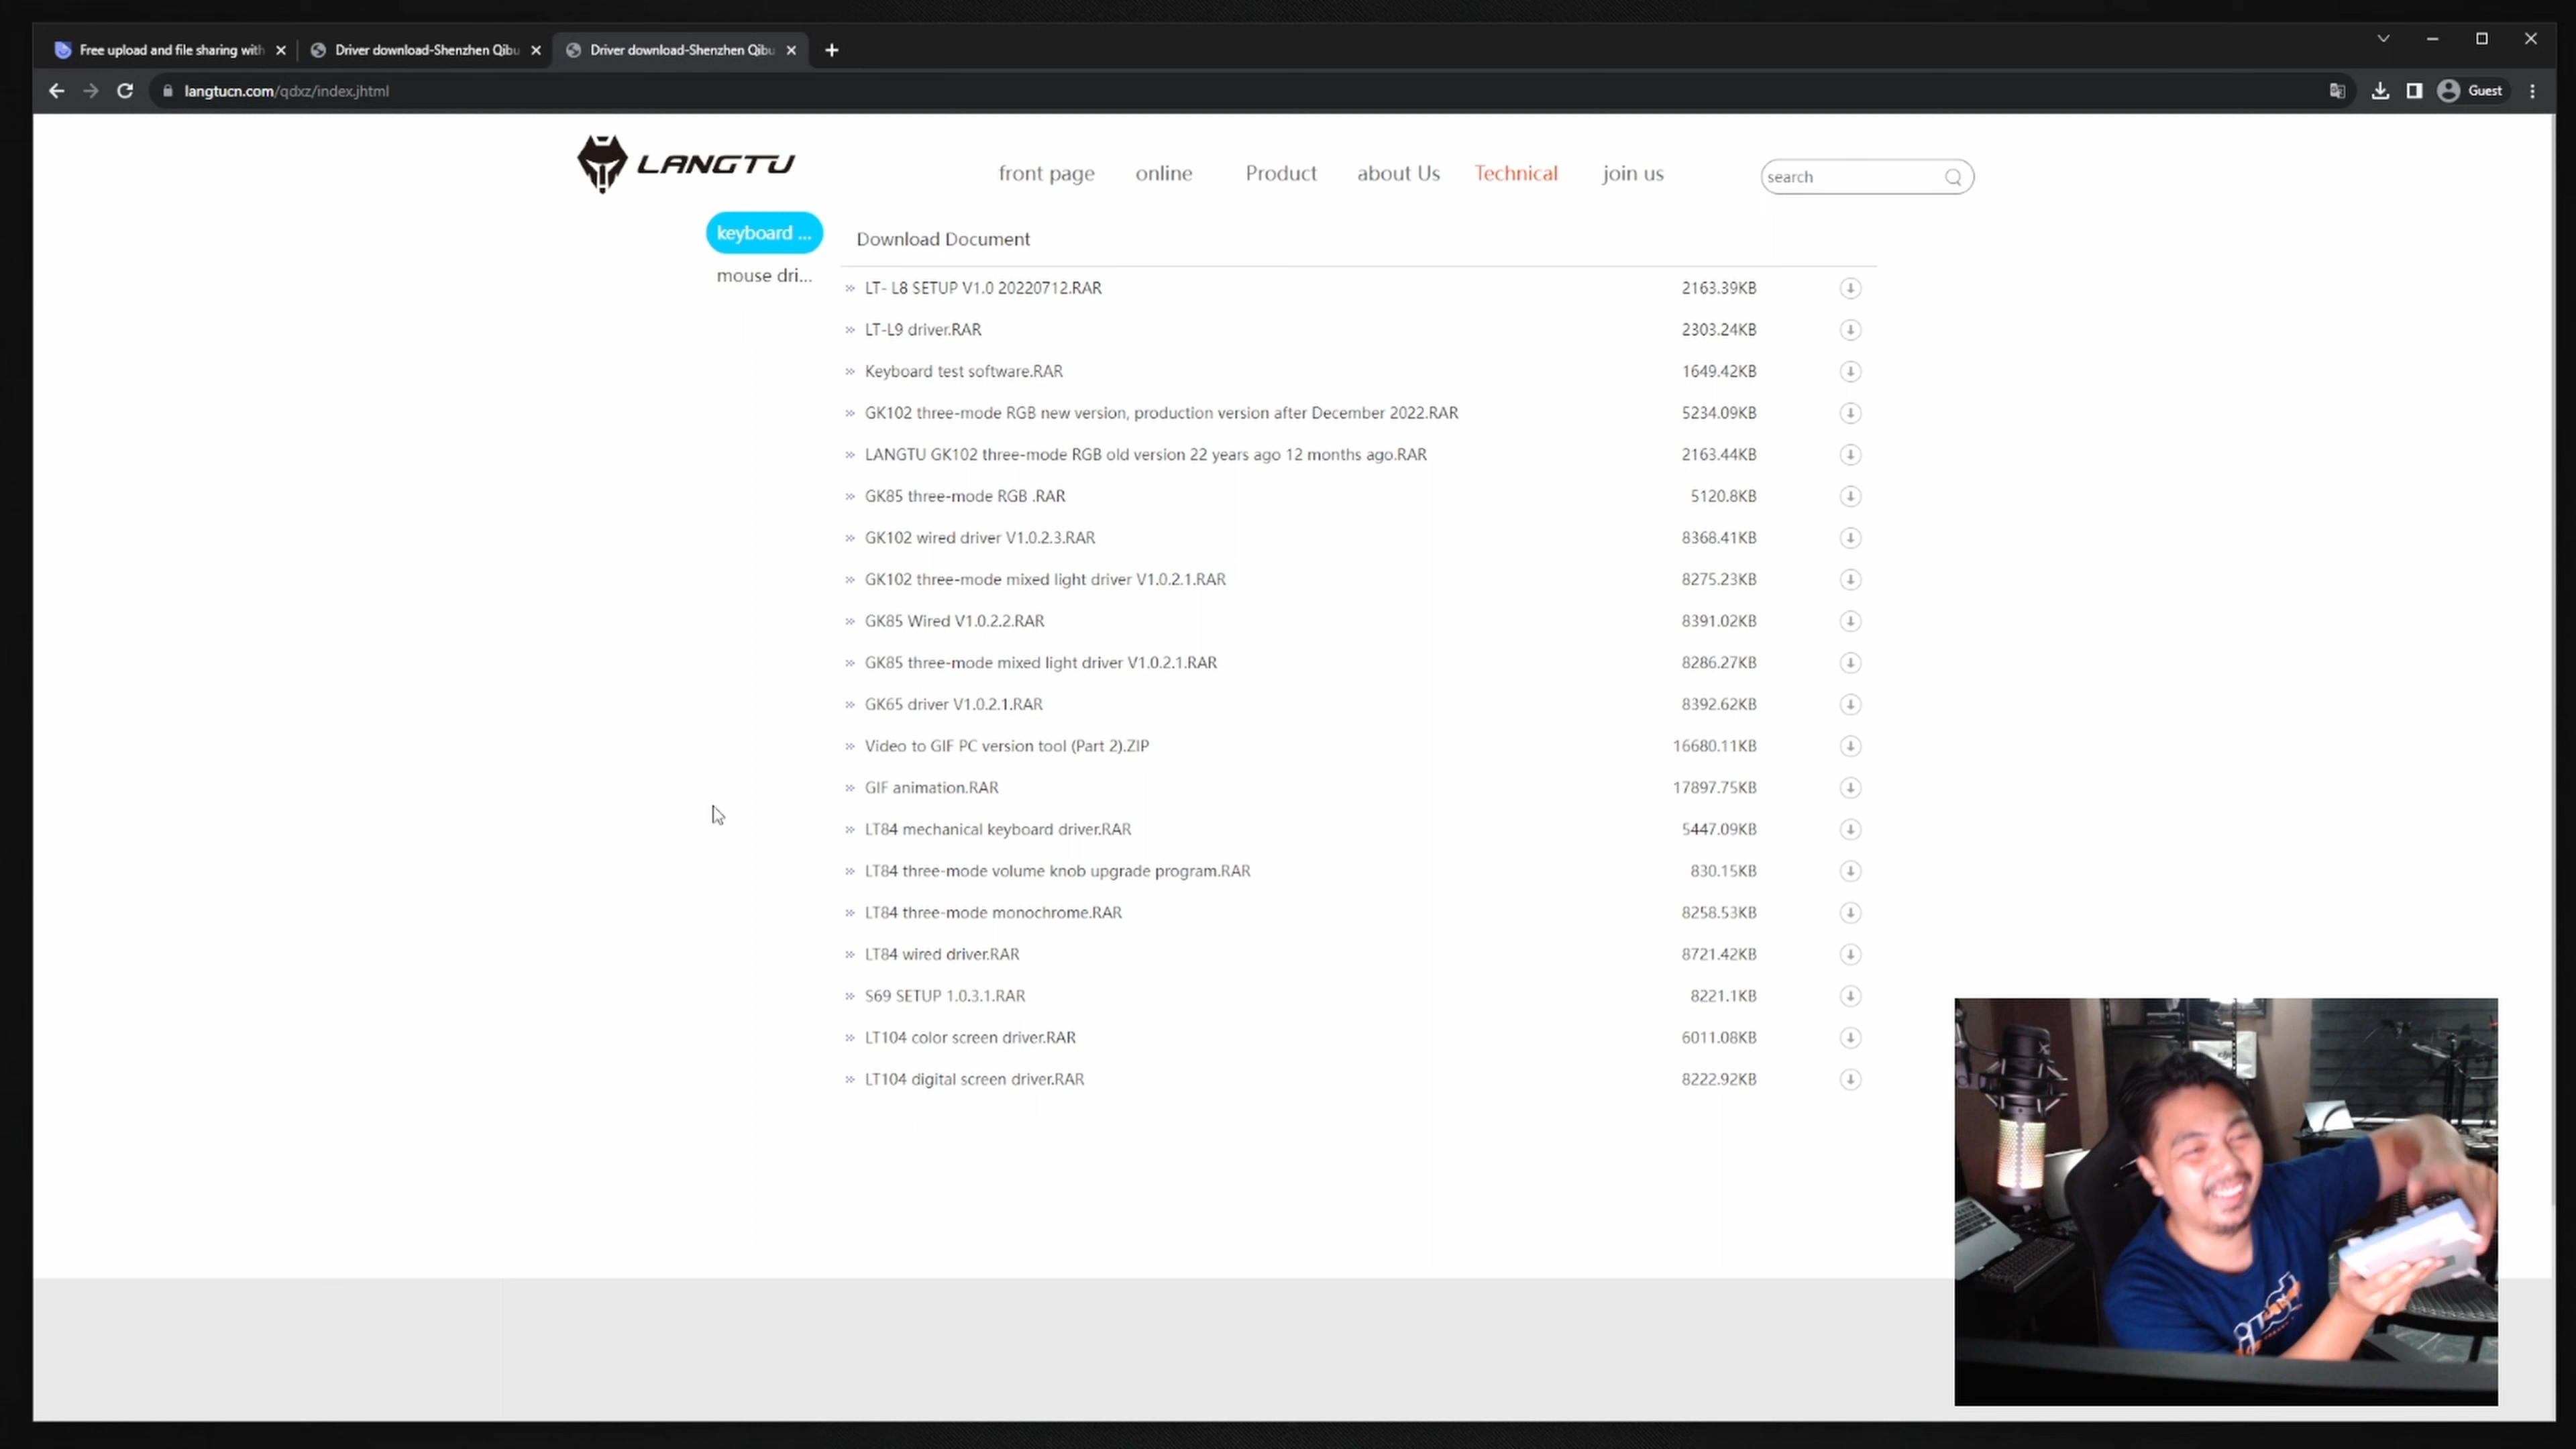 Free upload and file sharing with
Driver download-Shenzhen Qibu
Driver download-Shenzhen Qibu
langtucn.com/qdxz/index.jhtml
Guest
LANGTU
front page
online
Product
about Us
Technical
join us
search
keyboard ...
mouse dri...
Download Document
LT- L8 SETUP V1.0 20220712.RAR 2163.39KB
LT-L9 driver.RAR 2303.24KB
Keyboard test software.RAR 1649.42KB
GK102 three-mode RGB new version, production version after December 2022.RAR 5234.09KB
LANGTU GK102 three-mode RGB old version 22 years ago 12 months ago.RAR 2163.44KB
GK85 three-mode RGB .RAR 5120.8KB
GK102 wired driver V1.0.2.3.RAR 8368.41KB
GK102 three-mode mixed light driver V1.0.2.1.RAR 8275.23KB
GK85 Wired V1.0.2.2.RAR 8391.02KB
GK85 three-mode mixed light driver V1.0.2.1.RAR 8286.27KB
GK65 driver V1.0.2.1.RAR 8392.62KB
Video to GIF PC version tool (Part 2).ZIP 16680.11KB
GIF animation.RAR 17897.75KB
LT84 mechanical keyboard driver.RAR 5447.09KB
LT84 three-mode volume knob upgrade program.RAR 830.15KB
LT84 three-mode monochrome.RAR 8258.53KB
LT84 wired driver.RAR 8721.42KB
S69 SETUP 1.0.3.1.RAR 8221.1KB
LT104 color screen driver.RAR 6011.08KB
LT104 digital screen driver.RAR 8222.92KB